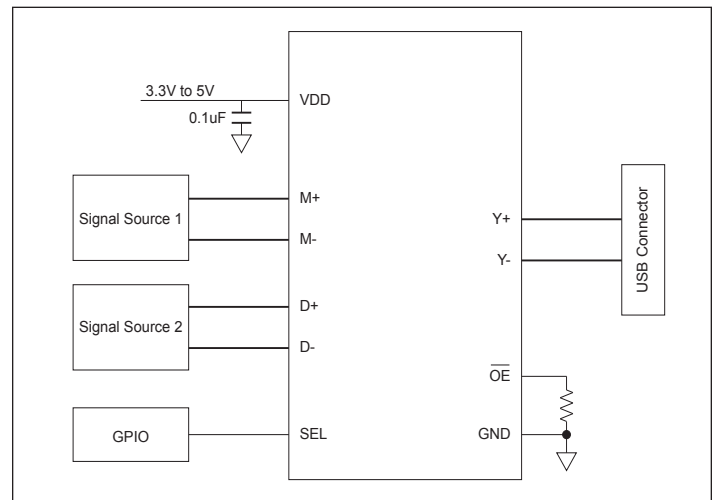 3.3V to 5V
VDD
0.1uF
Signal Source 1
M+
M-
Y+
Y-
USB Connector
Signal Source 2
D+
D-
OE
GPIO
SEL
GND